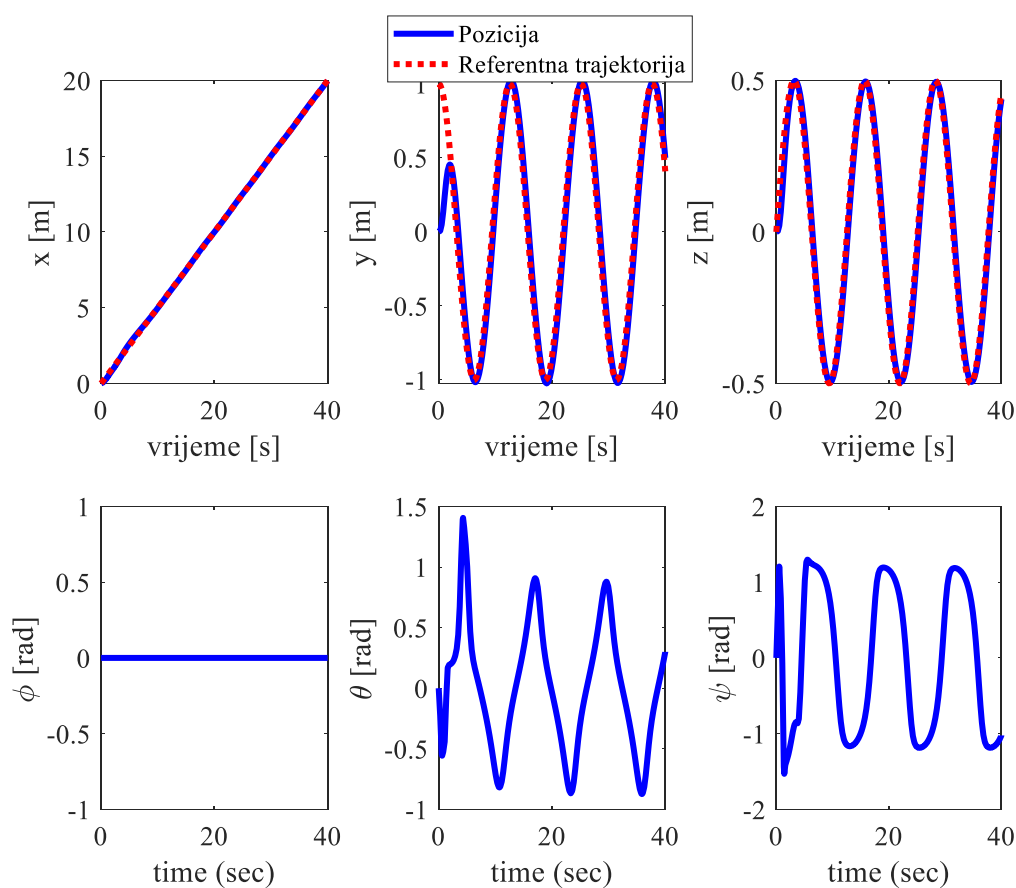 Pozicija
Referentna trajektorija
20
15
10
5
0
x [m]
0 20 40
vrijeme [s]
1
0.5
0
-0.5
-1
y [m]
0 20 40
vrijeme [s]
0.5
0
-0.5
z [m]
0 20 40
vrijeme [s]
1
0.5
0
-0.5
-1
ϕ [rad]
0 20 40
time (sec)
1.5
1
0.5
0
-0.5
-1
θ [rad]
0 20 40
time (sec)
2
1
0
-1
-2
ψ [rad]
0 20 40
time (sec)